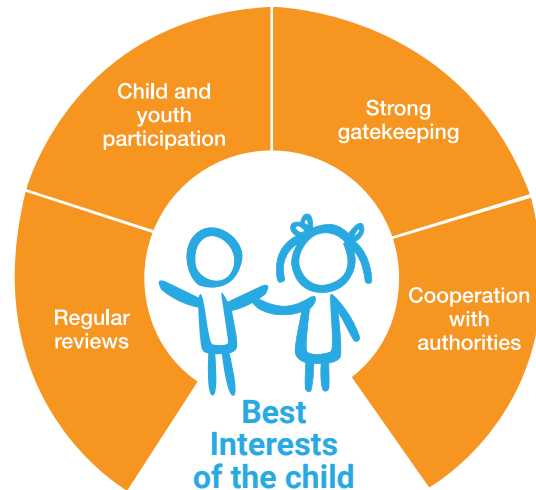 Child and
youth
participation
Strong
gatekeeping
Regular
reviews
Cooperation
with
authorities
Best
Interests
of the child